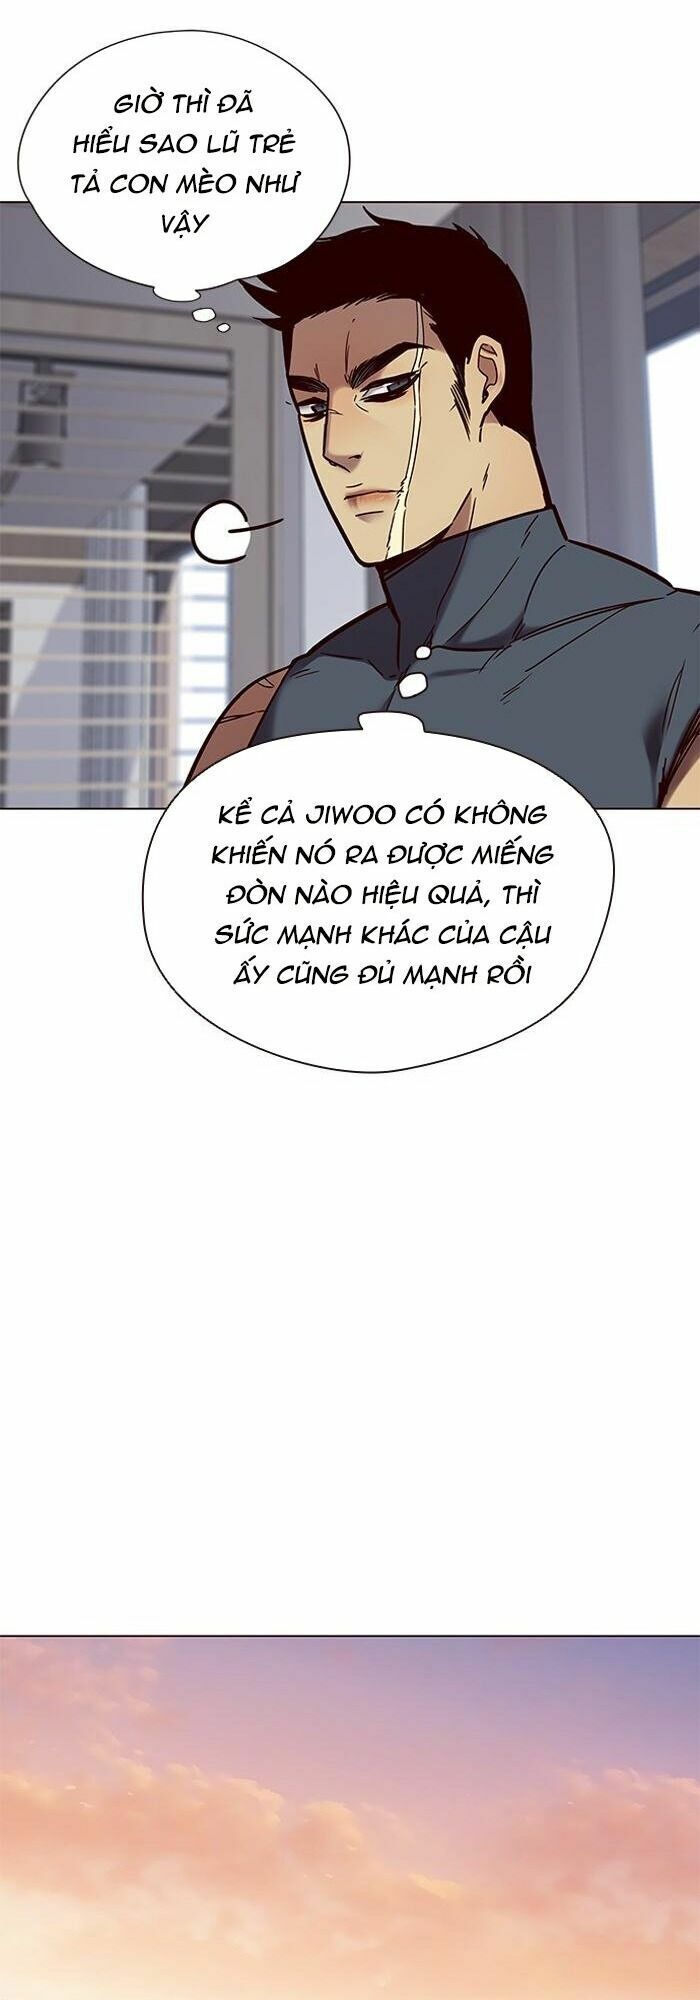 GIỜ THÌ ĐÃ
HIỂU SAO LŨ TRẺ
TẢ CON MÈO NHƯ
VẬY
KỂ CẢ JIWOO CÓ KHÔNG
KHIẾN NÓ RA ĐƯỢC MIẾNG
ĐÒN NÀO HIỆU QUẢ, THÌ
SỨC MẠNH KHÁC CỦA CẬU
ẤY CŨNG ĐỦ MẠNH RỒI